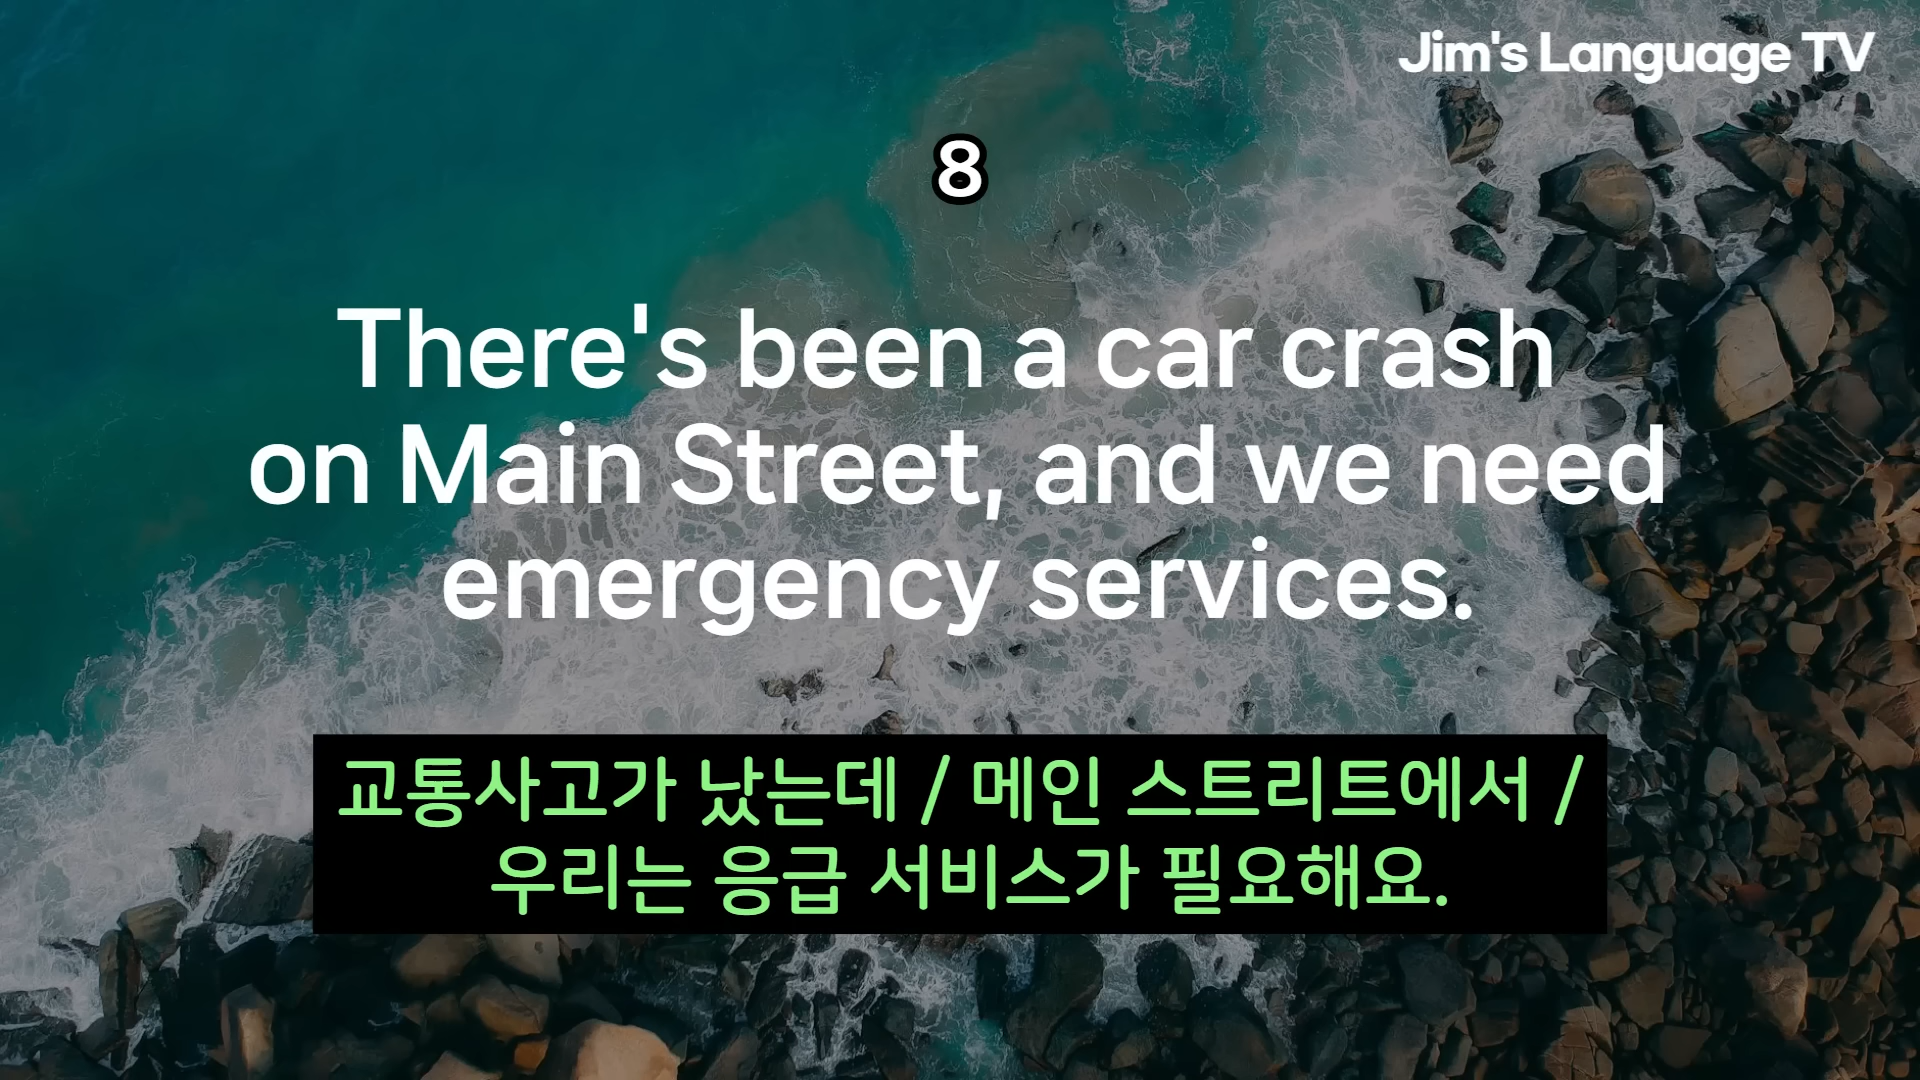 Jim's Language TV
8
There's been a car crash
on Main Street, and we need
emergency services.
교통사고가 났는데 / 메인 스트리트에서 /
우리는 응급 서비스가 필요해요.